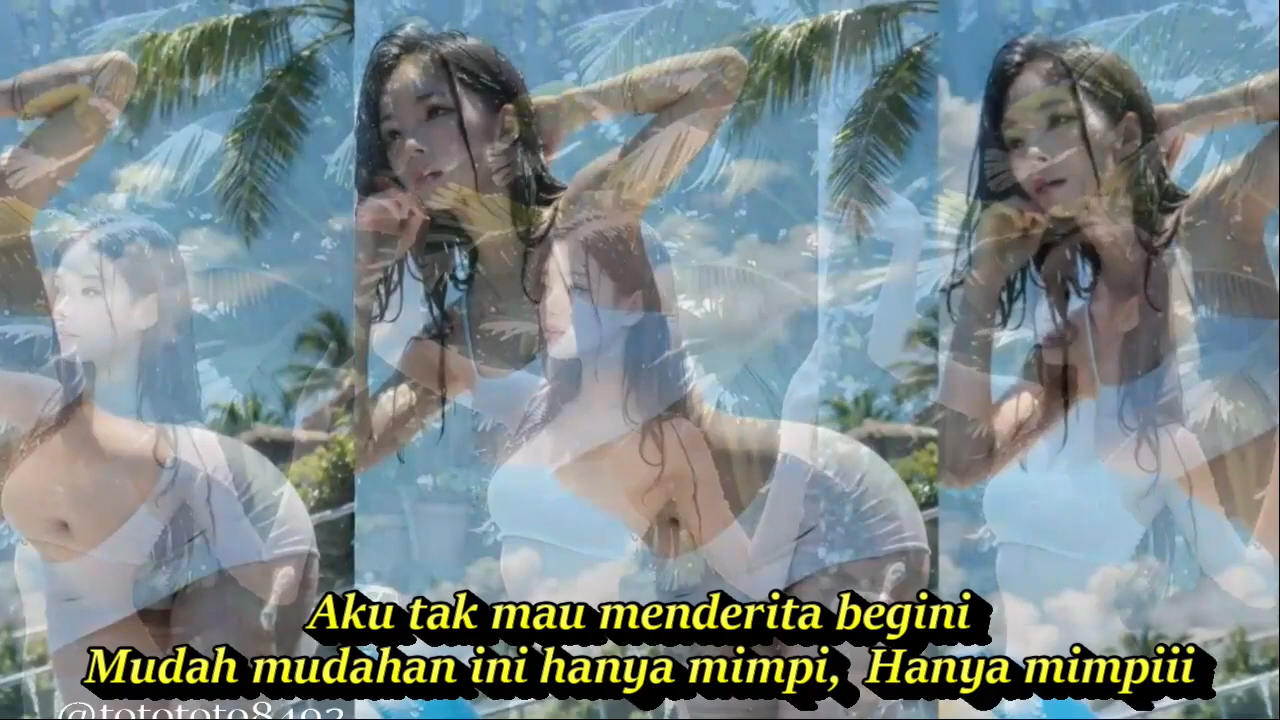 Aku tak mau menderita begini
Mudah mudahan ini hanya mimpi, Hanya mimpiii